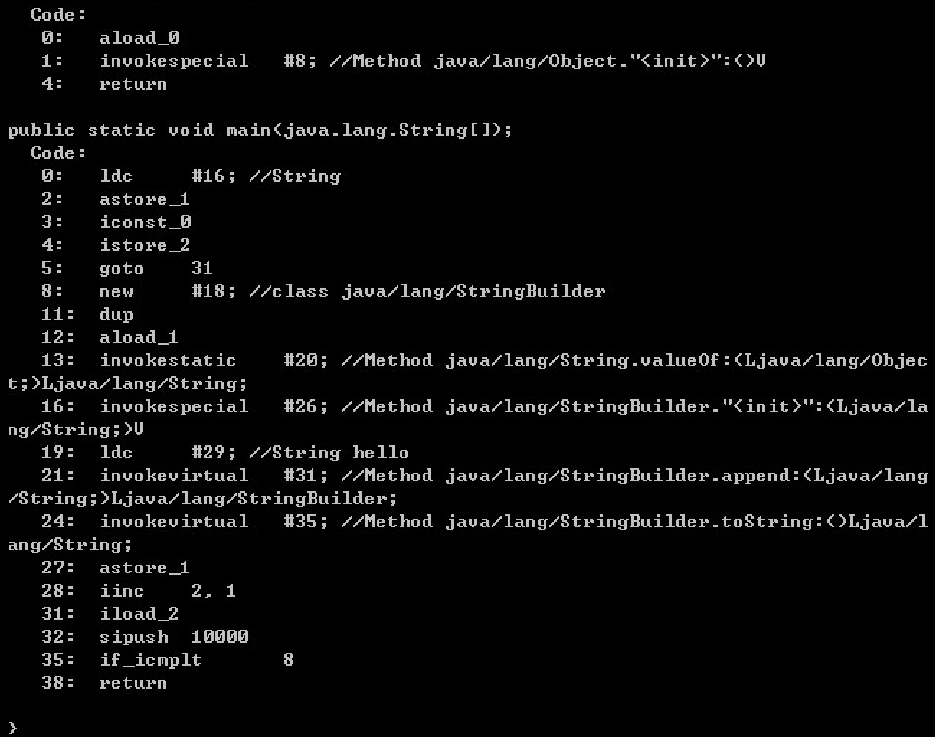 Code:
0: aload_0
1: invokespecial #8; //Method java/lang/Object."<init>":()V
4: return
public static void main(java.lang.String[]);
Code:
0: ldc #16; //String
2: astore_1
3: iconst_0
4: istore_2
5: goto 31
8: new #18; //class java/lang/StringBuilder
11: dup
12: aload_1
13: invokestatic #20; //Method java/lang/String.valueOf:(Ljava/lang/Objec
t;)Ljava/lang/String;
16: invokespecial #26; //Method java/lang/StringBuilder."<init>":(Ljava/la
ng/String;)V
19: ldc #29; //String hello
21: invokevirtual #31; //Method java/lang/StringBuilder.append:(Ljava/lang
/String;)Ljava/lang/StringBuilder;
24: invokevirtual #35; //Method java/lang/StringBuilder.toString:()Ljava/l
ang/String;
27: astore_1
28: iinc 2, 1
31: iload_2
32: sipush 10000
35: if_icmplt 8
38: return
}